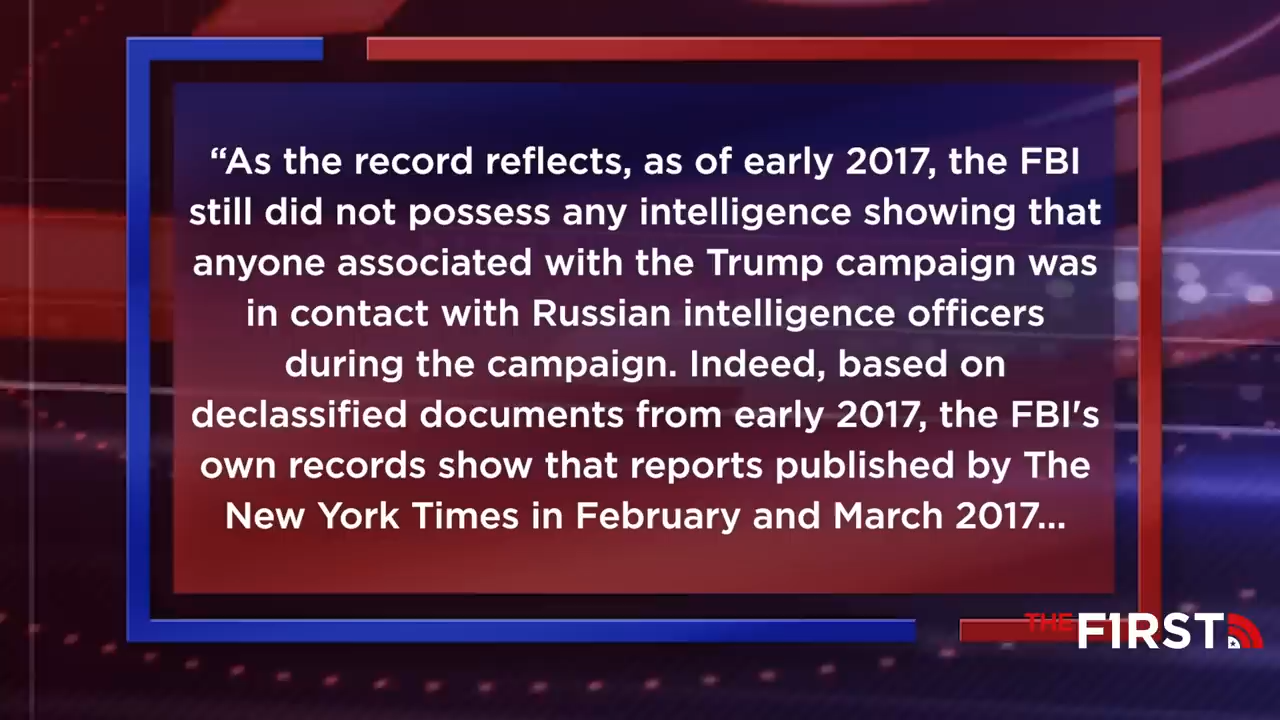 “As the record reflects, as of early 2017, the FBI
still did not possess any intelligence showing that
anyone associated with the Trump campaign was
in contact with Russian intelligence officers
during the campaign. Indeed, based on
declassified documents from early 2017, the FBI's
own records show that reports published by The
New York Times in February and March 2017...
THE FIRST